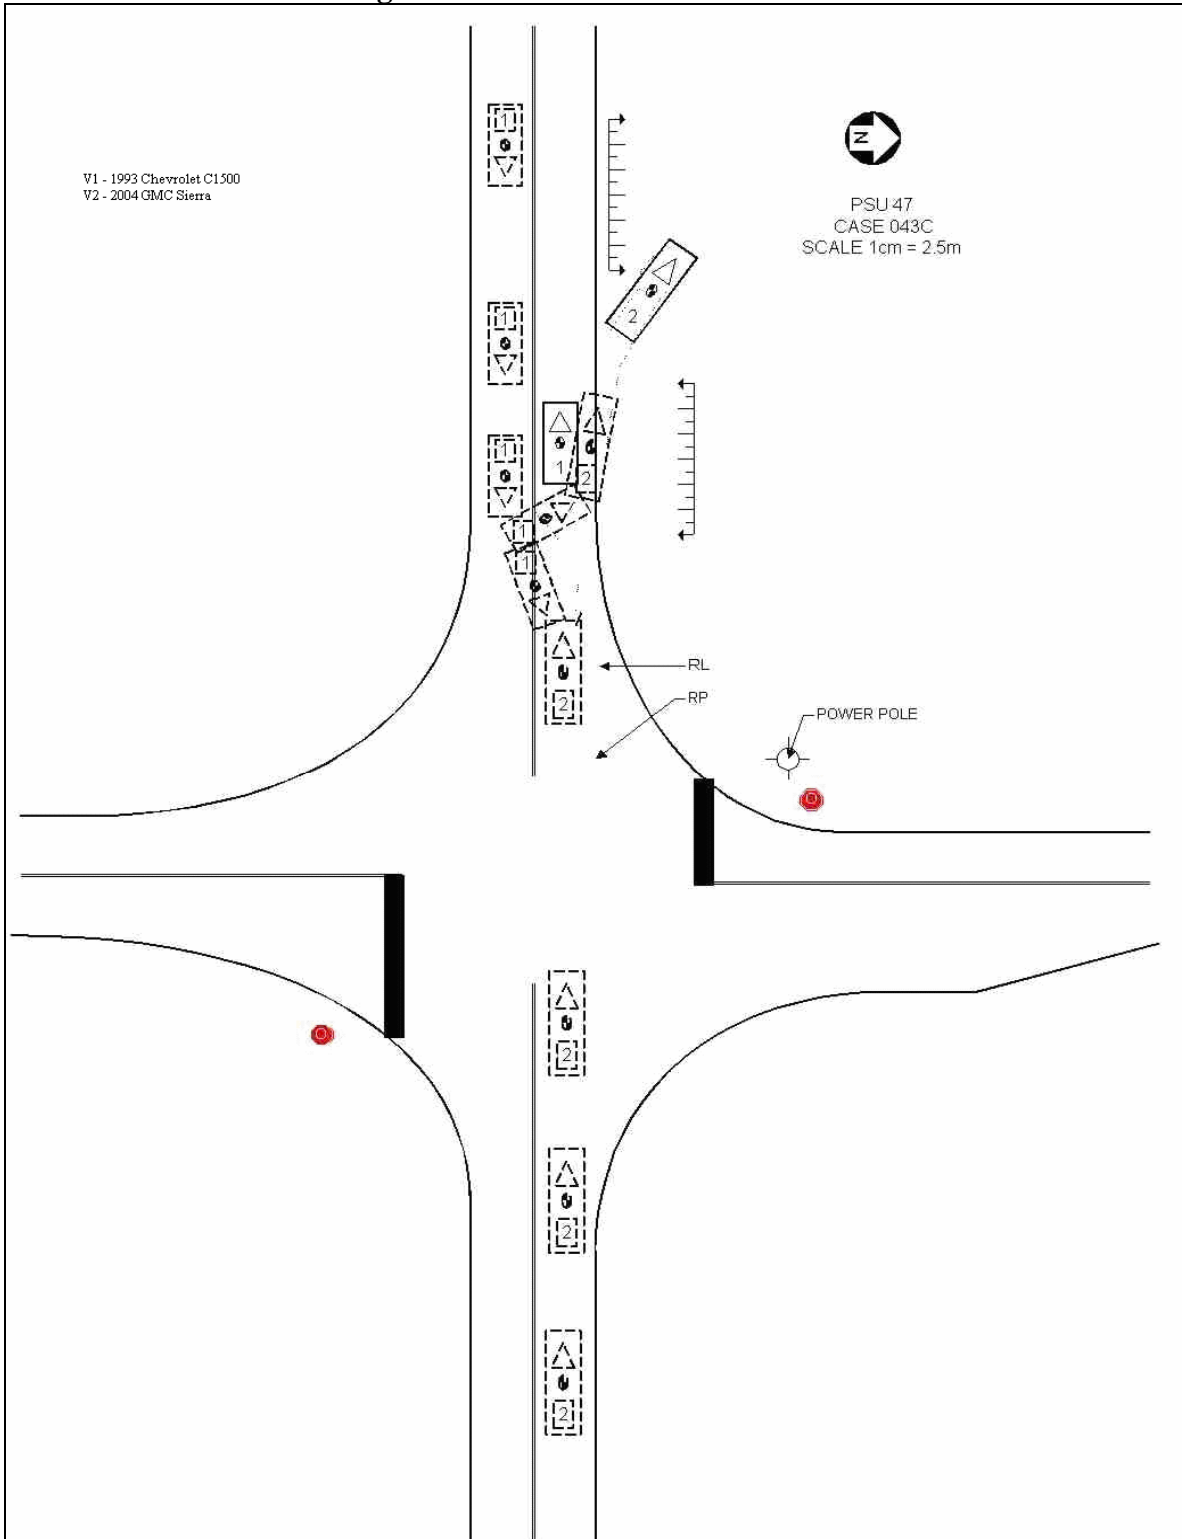 V1 - 1993 Chevrolet C1500
V2 - 2004 GMC Sierra
N
PSU 47
CASE 043C
SCALE 1cm = 2.5m
1
1
2
1
1
2
1
1
2
RL
RP
POWER POLE
2
2
2